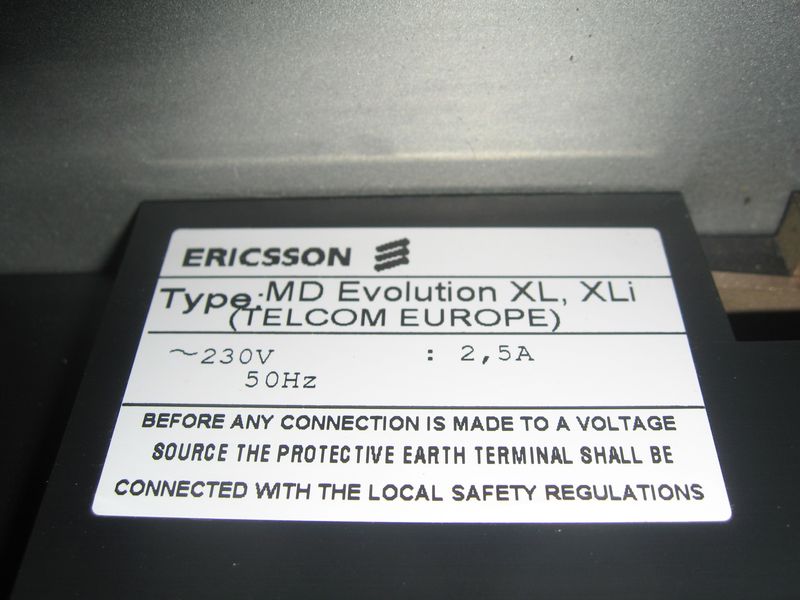 ERICSSON
Type: MD Evolution XL, XLi
(TELCOM EUROPE)
~230V : 2,5A
50Hz
BEFORE ANY CONNECTION IS MADE TO A VOLTAGE
SOURCE THE PROTECTIVE EARTH TERMINAL SHALL BE
CONNECTED WITH THE LOCAL SAFETY REGULATIONS